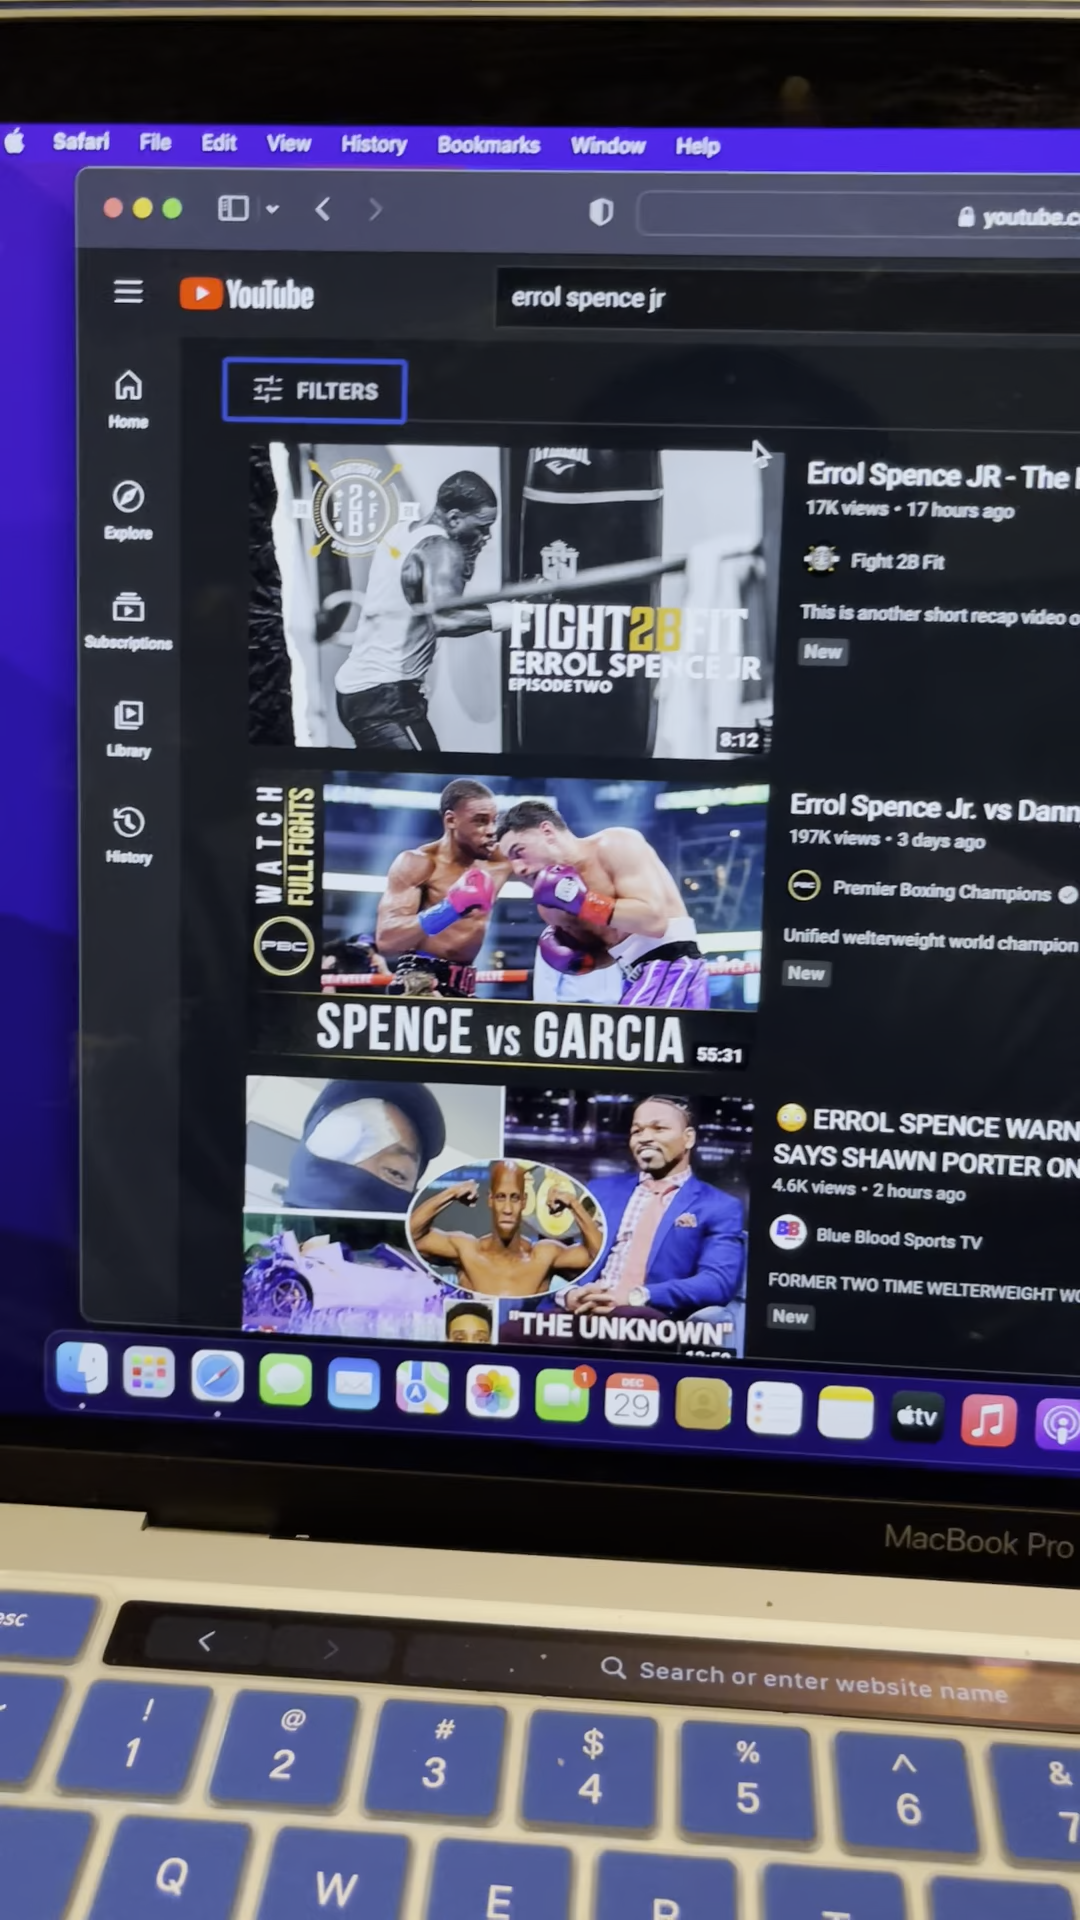 Safari File Edit View History Bookmarks Window Help
youtube.c
YouTube
errol spence jr
FILTERS
Home
Explore
Subscriptions
Library
History
2B
FIGHT2BFIT
ERROL SPENCE JR
EPISODE TWO
8:12
Errol Spence JR - The
17K views • 17 hours ago
Fight 2B Fit
This is another short recap video o
New
WATCH
FULL FIGHTS
PBC
SPENCE vs GARCIA
55:31
Errol Spence Jr. vs Dann
197K views • 3 days ago
PBC
Premier Boxing Champions
Unified welterweight world champion
New
"THE UNKNOWN"
😳 ERROL SPENCE WARN
SAYS SHAWN PORTER ON
4.6K views • 2 hours ago
BB
Blue Blood Sports TV
FORMER TWO TIME WELTERWEIGHT WO
New
1
DEC
29
tv
MacBook Pro
esc
Search or enter website name
! @ # $ % ^ &
1 2 3 4 5 6 7
Q W E R T